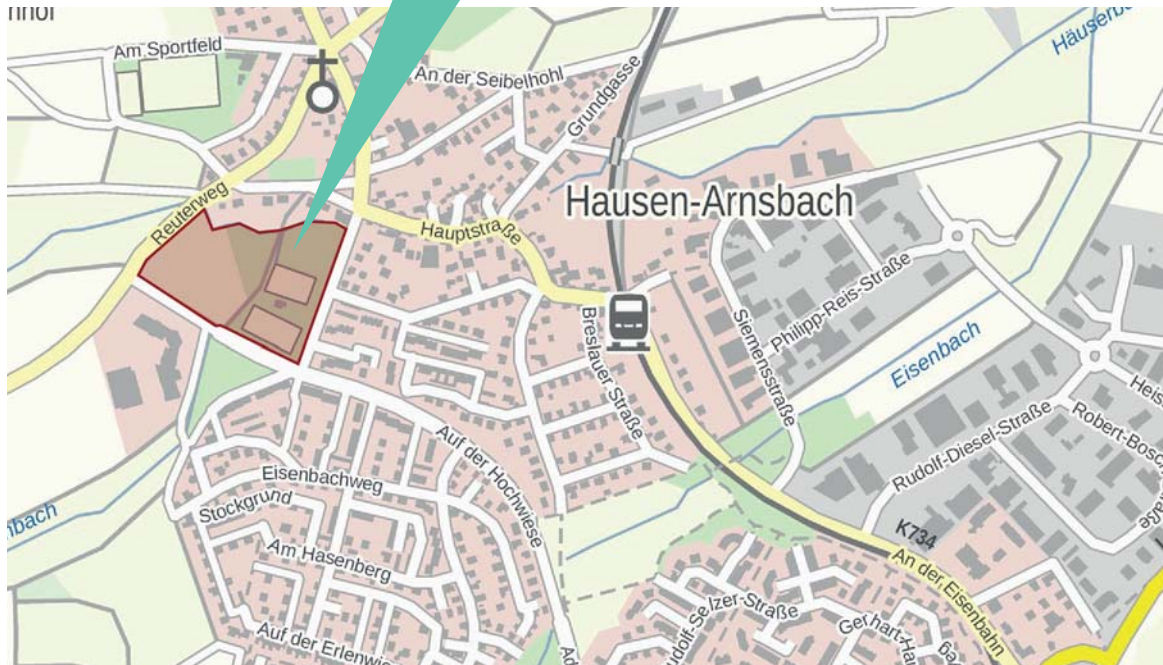 Am Sportfeld
An der Seibelhohl
Grundgasse
Häuserb
Reuterweg
Hausen-Arnsbach
Hauptstraße
Philipp-Reis-Straße
Siemensstraße
Breslauer Straße
Eisenbach
Heis
Robert-Bosc
Rudolf-Diesel-Straße
Auf der Hochwiese
Eisenbachweg
Stockgrund
nbach
Am Hasenberg
K734
An der Eisenbahn
Auf der Erlenwie
Gerhart-Ha